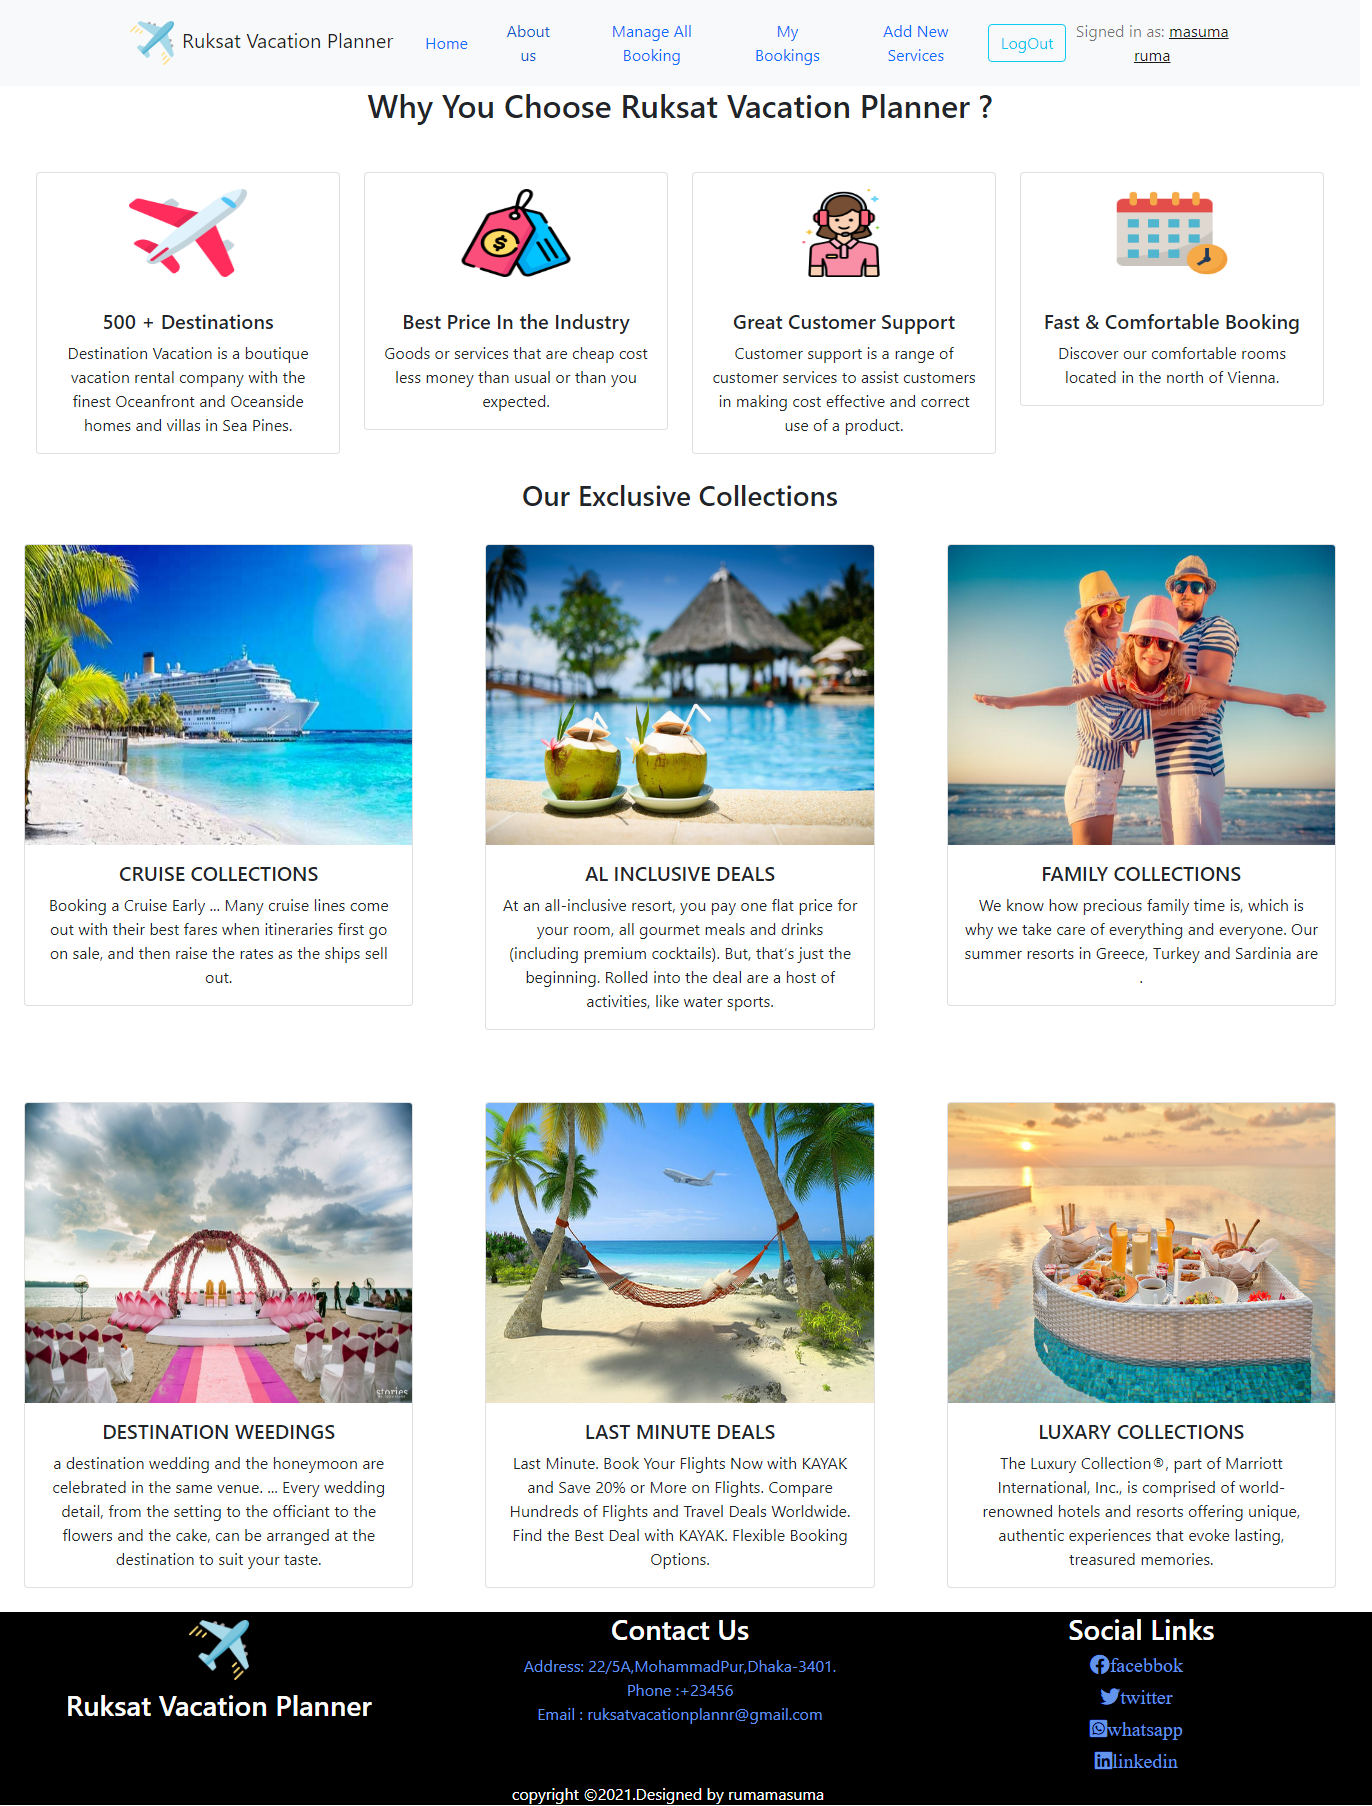 Ruksat Vacation Planner
Home
About
us
Manage All
Booking
My
Bookings
Add New
Services
LogOut
Signed in as: masuma
ruma
Why You Choose Ruksat Vacation Planner ?
500 + Destinations
Destination Vacation is a boutique
vacation rental company with the
finest Oceanfront and Oceanside
homes and villas in Sea Pines.
Best Price In the Industry
Goods or services that are cheap cost
less money than usual or than you
expected.
Great Customer Support
Customer support is a range of
customer services to assist customers
in making cost effective and correct
use of a product.
Fast & Comfortable Booking
Discover our comfortable rooms
located in the north of Vienna.
Our Exclusive Collections
CRUISE COLLECTIONS
Booking a Cruise Early ... Many cruise lines come
out with their best fares when itineraries first go
on sale, and then raise the rates as the ships sell
out.
AL INCLUSIVE DEALS
At an all-inclusive resort, you pay one flat price for
your room, all gourmet meals and drinks
(including premium cocktails). But, that's just the
beginning. Rolled into the deal are a host of
activities, like water sports.
FAMILY COLLECTIONS
We know how precious family time is, which is
why we take care of everything and everyone. Our
summer resorts in Greece, Turkey and Sardinia are
.
stories
DESTINATION WEEDINGS
a destination wedding and the honeymoon are
celebrated in the same venue. ... Every wedding
detail, from the setting to the officiant to the
flowers and the cake, can be arranged at the
destination to suit your taste.
LAST MINUTE DEALS
Last Minute. Book Your Flights Now with KAYAK
and Save 20% or More on Flights. Compare
Hundreds of Flights and Travel Deals Worldwide.
Find the Best Deal with KAYAK. Flexible Booking
Options.
LUXARY COLLECTIONS
The Luxury Collection®, part of Marriott
International, Inc., is comprised of world-
renowned hotels and resorts offering unique,
authentic experiences that evoke lasting,
treasured memories.
Ruksat Vacation Planner
Contact Us
Address: 22/5A,MohammadPur,Dhaka-3401.
Phone :+23456
Email : ruksatvacationplannr@gmail.com
Social Links
facebbok
twitter
whatsapp
linkedin
copyright ©2021.Designed by rumamasuma